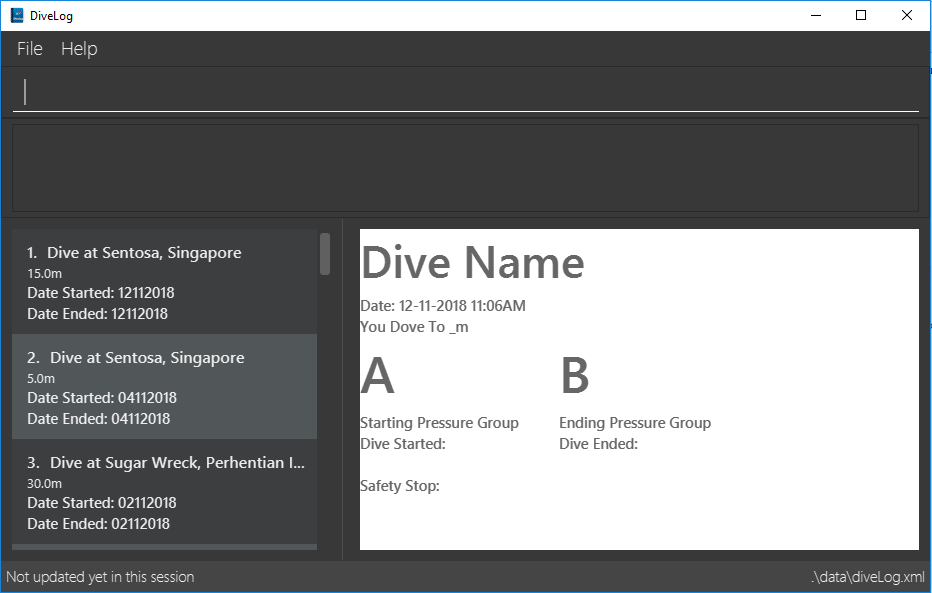 DiveLog
File Help
1. Dive at Sentosa, Singapore
15.0m
Date Started: 12112018
Date Ended: 12112018
2. Dive at Sentosa, Singapore
5.0m
Date Started: 04112018
Date Ended: 04112018
3. Dive at Sugar Wreck, Perhentian I...
30.0m
Date Started: 02112018
Date Ended: 02112018
Dive Name
Date: 12-11-2018 11:06AM
You Dove To _m
A B
Starting Pressure Group Ending Pressure Group
Dive Started: Dive Ended:
Safety Stop:
Not updated yet in this session .\data\diveLog.xml